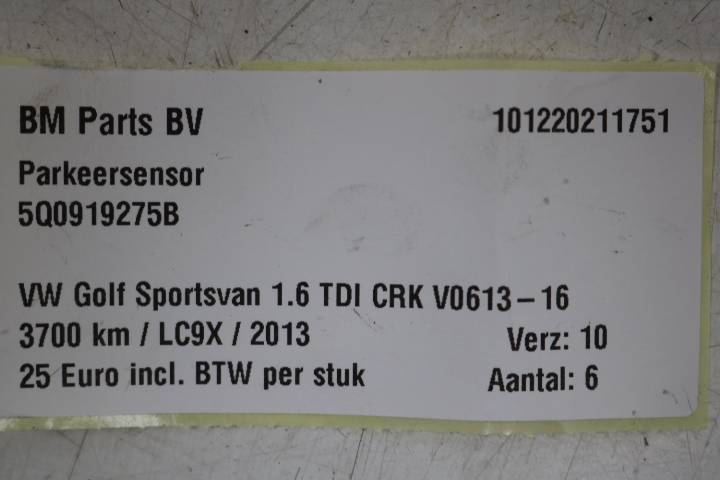 BM Parts BV 101220211751
Parkeersensor
5Q0919275B
VW Golf Sportsvan 1.6 TDI CRK V0613-16
3700 km / LC9X / 2013 Verz: 10
25 Euro incl. BTW per stuk Aantal: 6